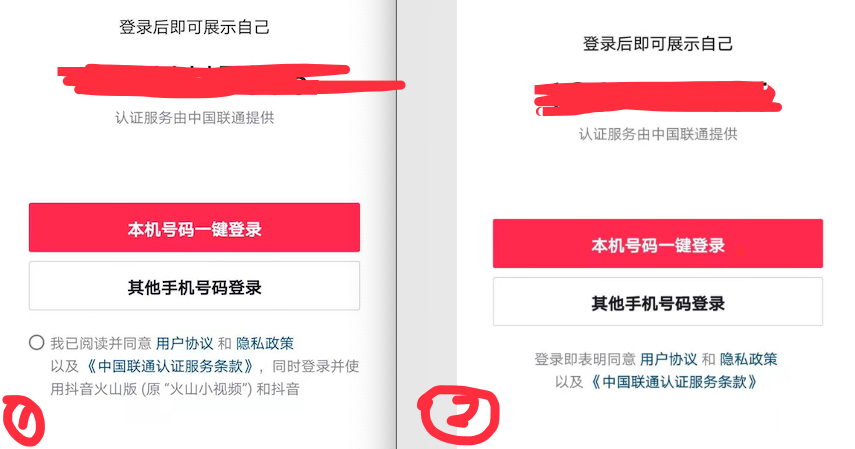 登录后即可展示自己
认证服务由中国联通提供
本机号码一键登录
其他手机号码登录
我已阅读并同意 用户协议 和 隐私政策
以及 《中国联通认证服务条款》，同时登录并使
用抖音火山版 (原 “火山小视频”) 和抖音
1
登录后即可展示自己
认证服务由中国联通提供
本机号码一键登录
其他手机号码登录
登录即表明同意 用户协议 和 隐私政策
以及 《中国联通认证服务条款》
2